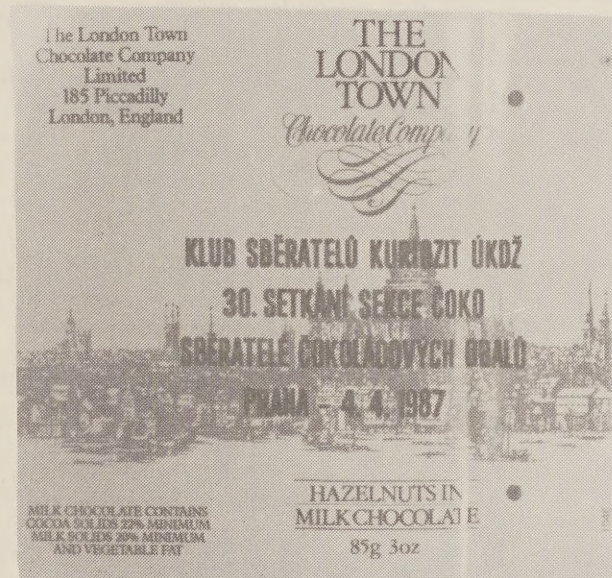 The London Town
Chocolate Company
Limited
185 Piccadilly
London, England
THE
LONDON
TOWN
Chocolate Company
KLUB SBĚRATELŮ KURIOZIT ÚKDŽ
30. SETKÁNÍ SEKCE ČOKO
SBĚRATELÉ ČOKOLÁDOVÝCH OBALŮ
PRAHA - 4. 4. 1987
HAZELNUTS IN
MILK CHOCOLATE
85g 3oz
MILK CHOCOLATE CONTAINS
COCOA SOLIDS 22% MINIMUM
MILK SOLIDS 20% MINIMUM
AND VEGETABLE FAT